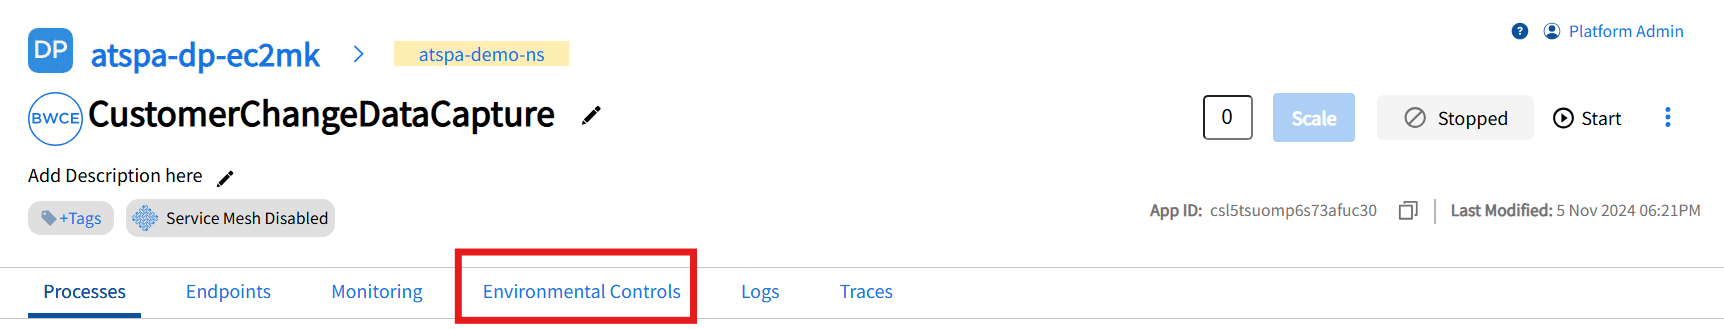 DP atspa-dp-ec2mk > atspa-demo-ns
? Platform Admin
BWCE CustomerChangeDataCapture
0 Scale Stopped Start
Add Description here
+Tags Service Mesh Disabled
App ID: csl5tsuomp6s73afuc30 Last Modified: 5 Nov 2024 06:21PM
Processes Endpoints Monitoring Environmental Controls Logs Traces